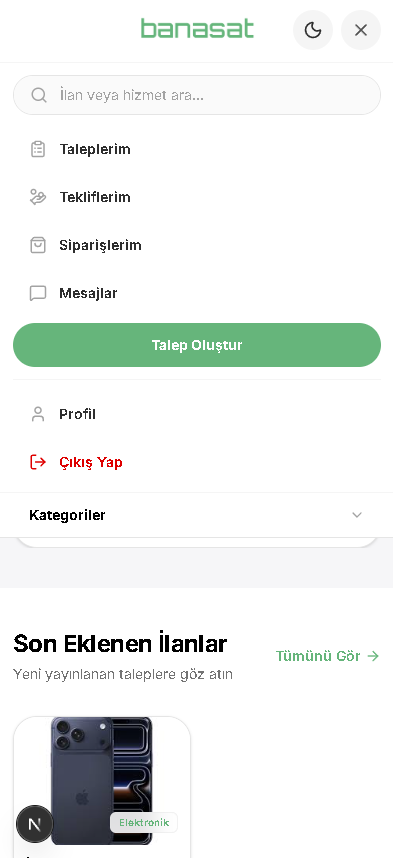 banasat
İlan veya hizmet ara...
Taleplerim
Tekliflerim
Siparişlerim
Mesajlar
Talep Oluştur
Profil
Çıkış Yap
Kategoriler
Son Eklenen İlanlar
Tümünü Gör →
Yeni yayınlanan taleplere göz atın
N
Elektronik